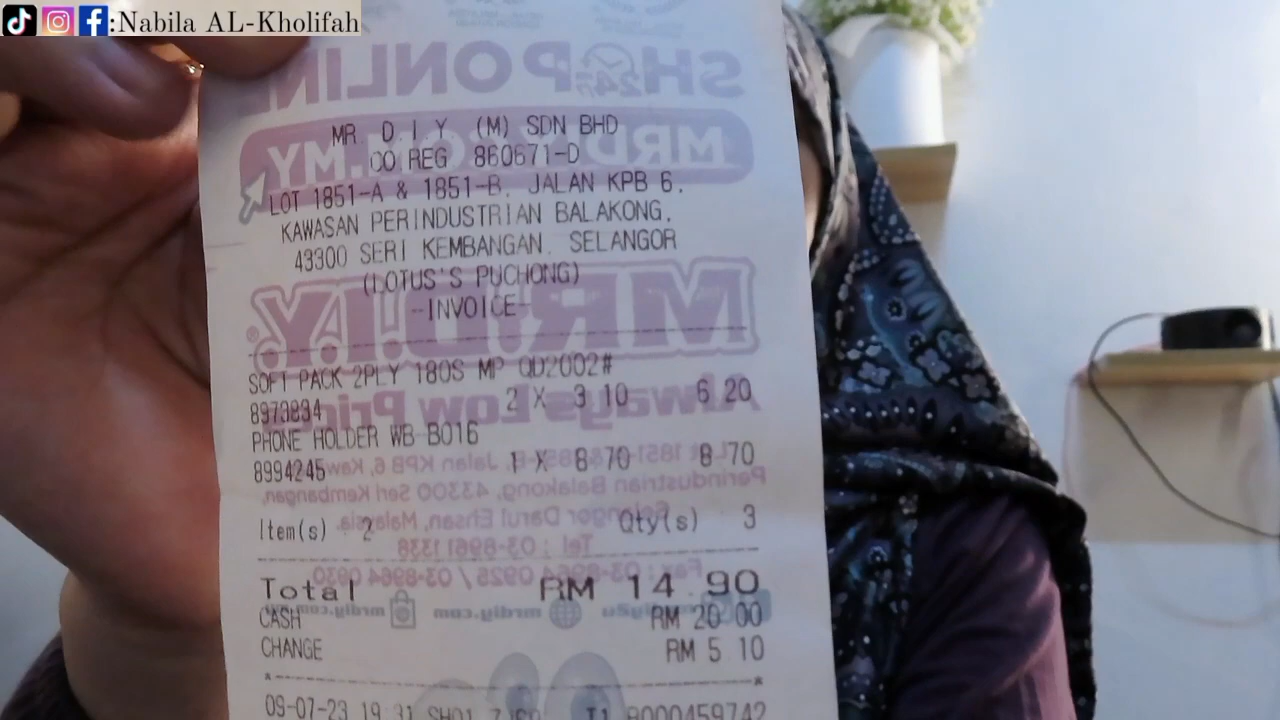 :Nabila AL-Kholifah
MR D I Y (M) SDN BHD
CO REG 860671-D
LOT 1851-A & 1851-B, JALAN KPB 6,
KAWASAN PERINDUSTRIAN BALAKONG,
43300 SERI KEMBANGAN, SELANGOR
(LOTUS'S PUCHONG)
-INVOICE-
SOFT PACK 2PLY 180S MP QD2002#
2 X 3 10 6 20
PHONE HOLDER WB-B016
8994245 1 X 8 70 8 70
Item(s) 2 Qty(s) 3
Total RM 14 90
CASH RM 20 00
CHANGE RM 5 10
09-07-23 19 31 SH01